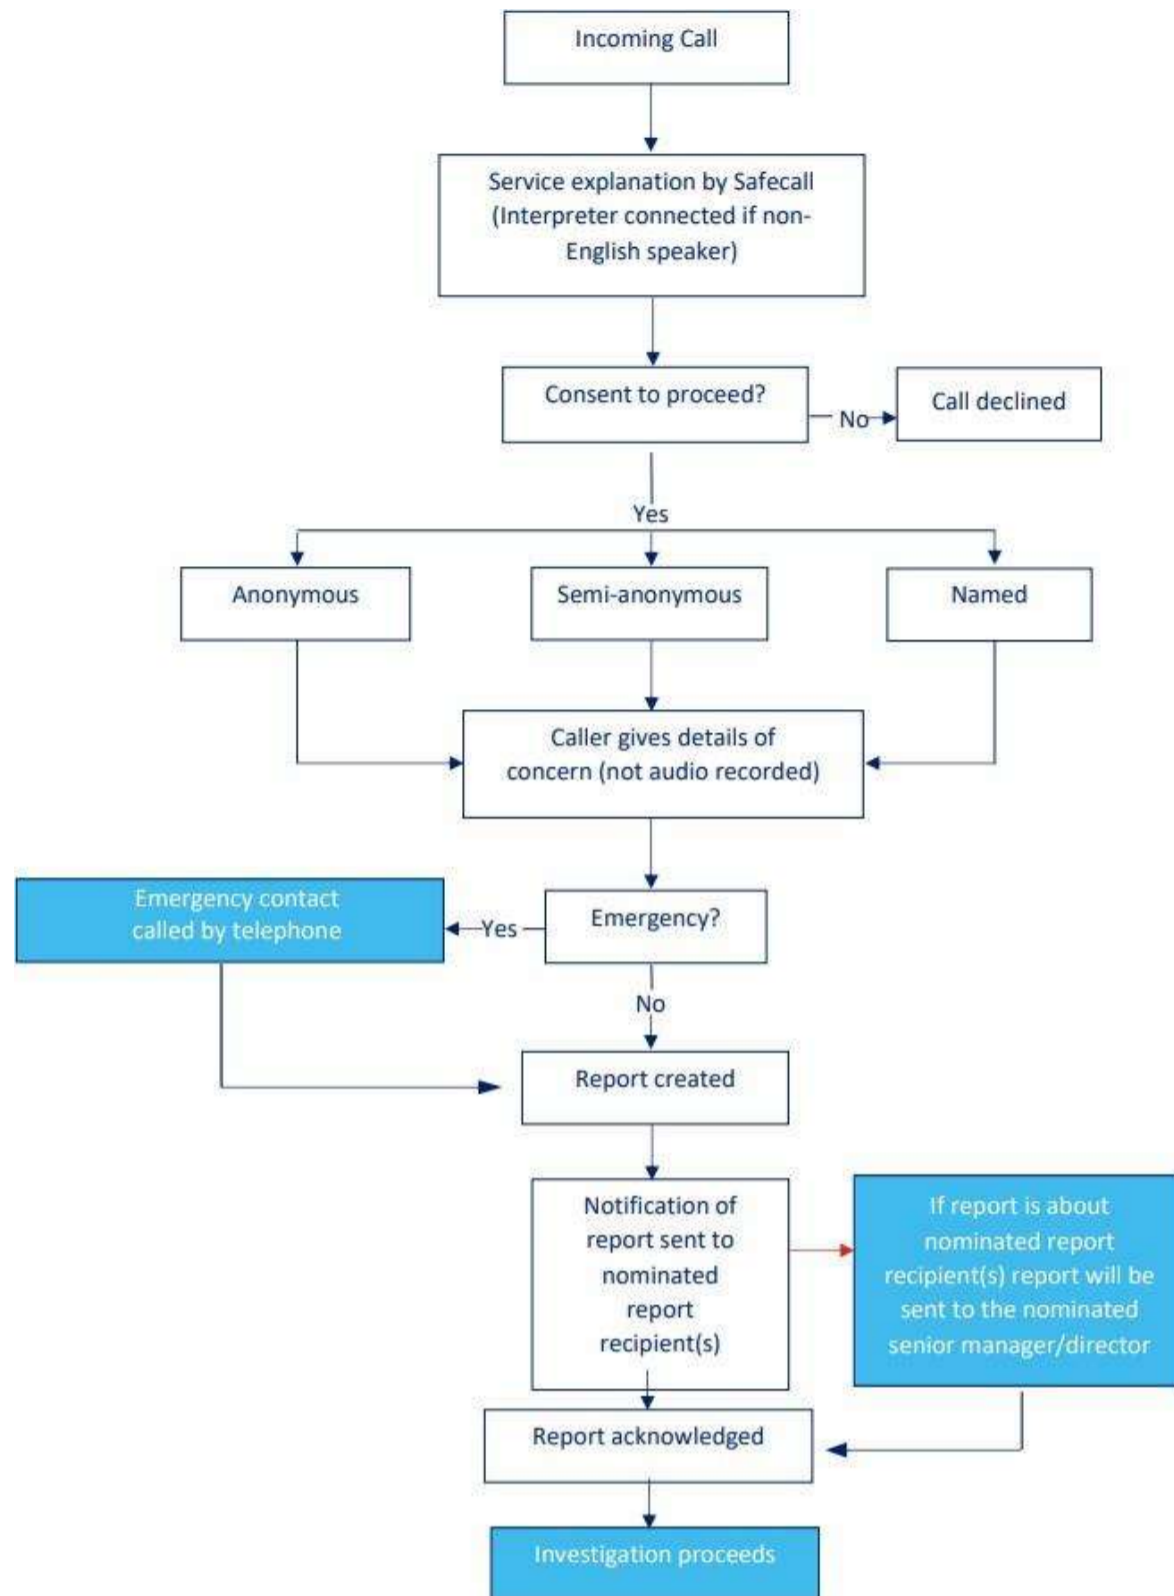 Incoming Call
Service explanation by Safecall
(Interpreter connected if non-
English speaker)
Consent to proceed?
No
Call declined
Yes
Anonymous
Semi-anonymous
Named
Caller gives details of
concern (not audio recorded)
Emergency contact
called by telephone
Yes
Emergency?
No
Report created
Notification of
report sent to
nominated
report
recipient(s)
If report is about
nominated report
recipient(s) report will be
sent to the nominated
senior manager/director
Report acknowledged
Investigation proceeds